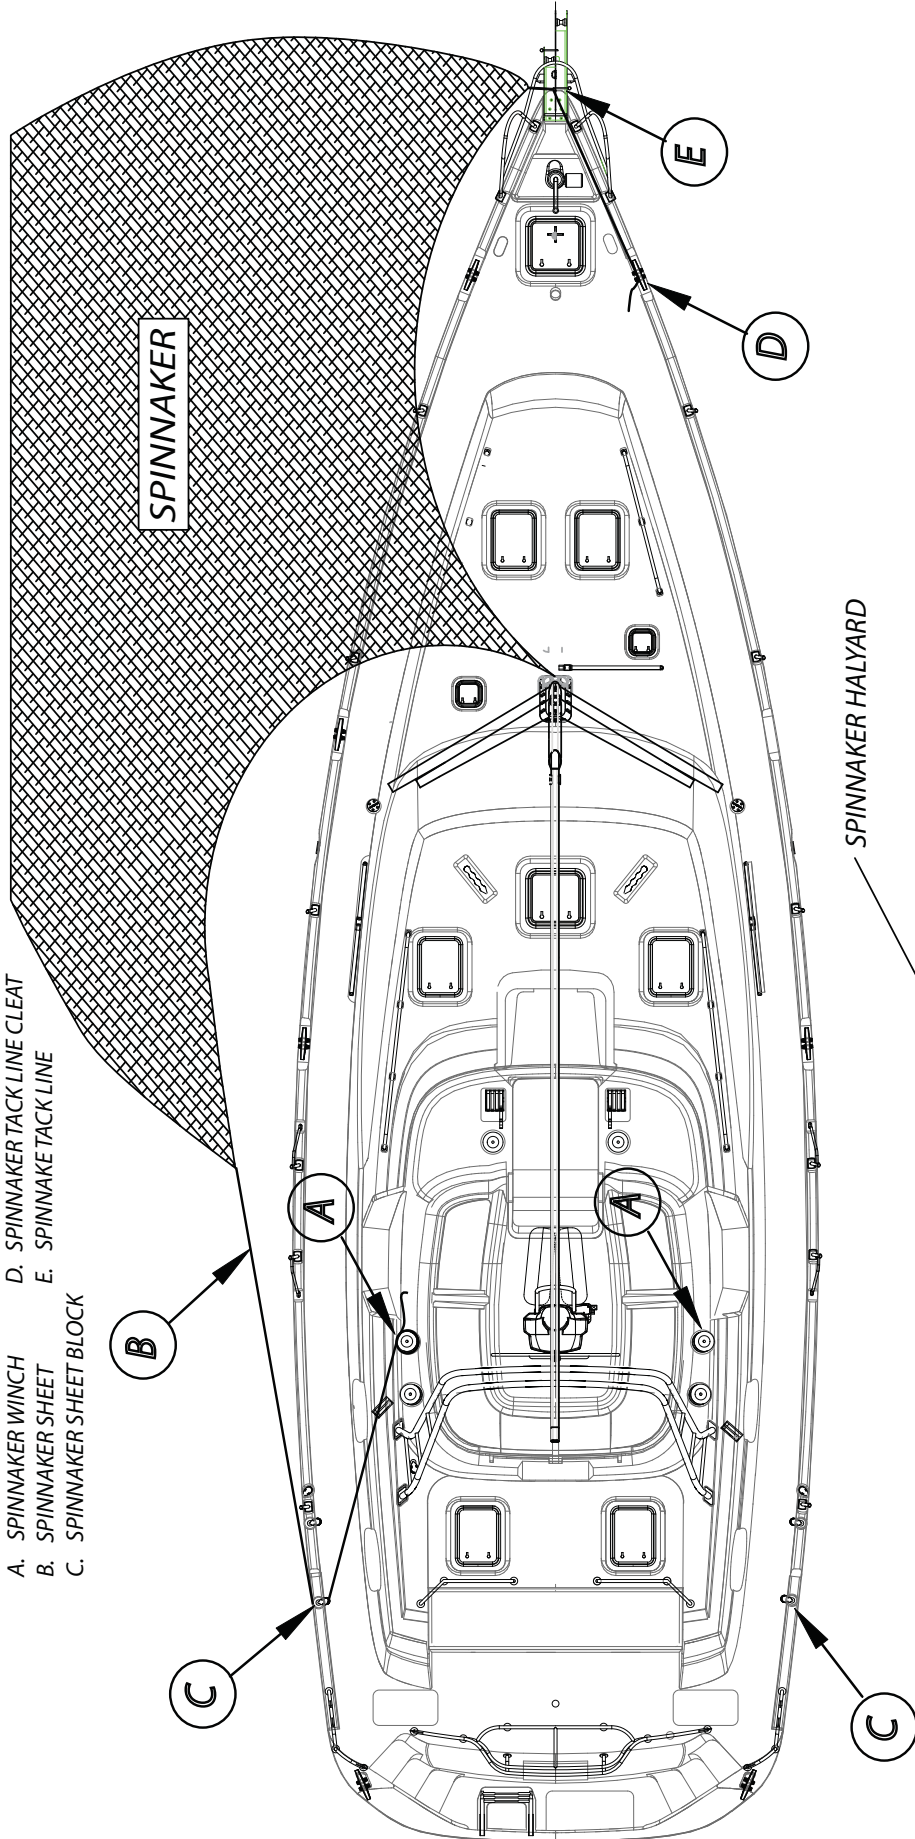 A. SPINNAKER WINCH
B. SPINNAKER SHEET
C. SPINNAKER SHEET BLOCK
D. SPINNAKER TACK LINE CLEAT
E. SPINNAKE TACK LINE
SPINNAKER
B
A
A
C
C
D
E
SPINNAKER HALYARD